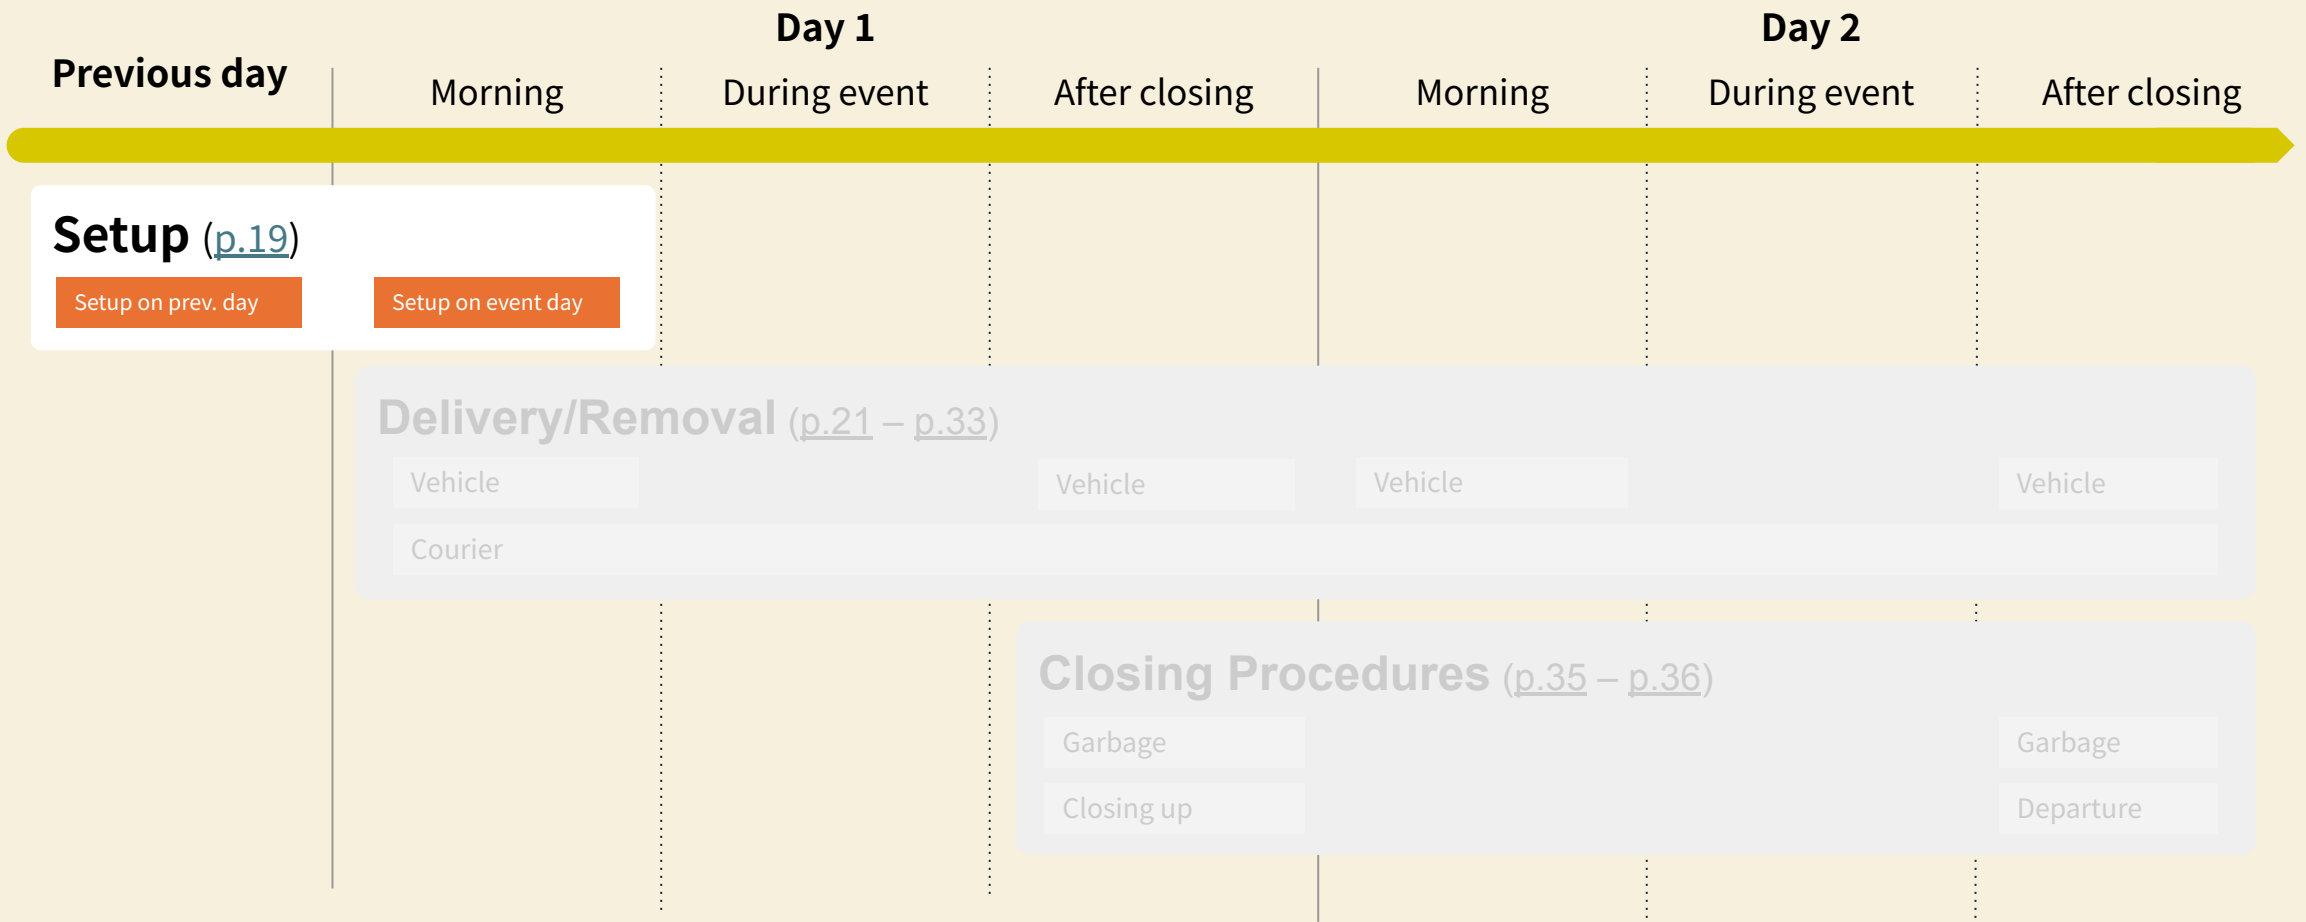 Day 1
Day 2
Previous day
Morning
During event
After closing
Morning
During event
After closing
Setup (p.19)
Setup on prev. day
Setup on event day
Delivery/Removal (p.21 – p.33)
Vehicle
Vehicle
Vehicle
Vehicle
Courier
Closing Procedures (p.35 – p.36)
Garbage
Garbage
Closing up
Departure